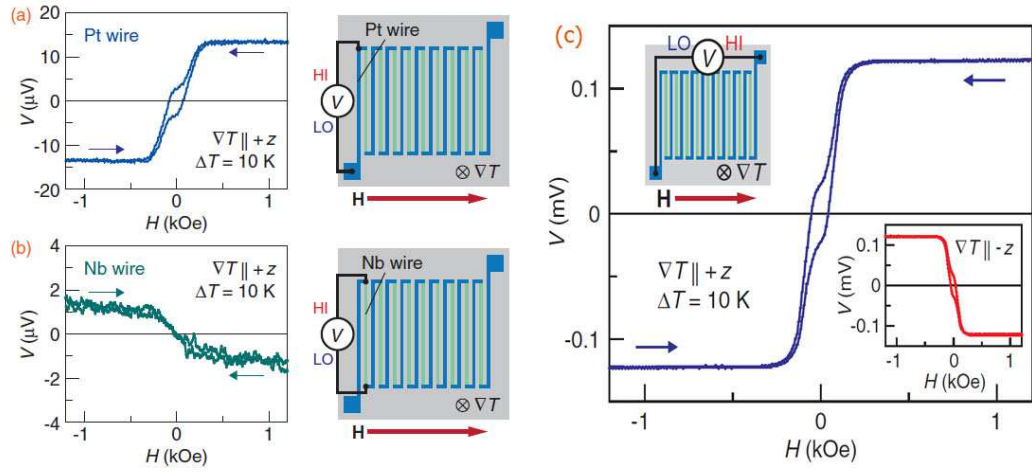 (a)
20
10
0
-10
20
V (μV)
Pt wire
∇T ∥ +z
ΔT = 10 K
-1
0
1
H (kOe)
Pt wire
HI
V
LO
⊗ ∇T
H
(b)
4
2
0
-2
-4
V (μV)
Nb wire
∇T ∥ +z
ΔT = 10 K
-1
0
1
H (kOe)
Nb wire
HI
V
LO
⊗ ∇T
H
(c)
0.1
0
-0.1
V (mV)
LO
V
HI
⊗ ∇T
H
∇T ∥ +z
ΔT = 10 K
-1
0
1
H (kOe)
0.1
0
-0.1
V (mV)
∇T ∥ -z
-1
0
1
H (kOe)